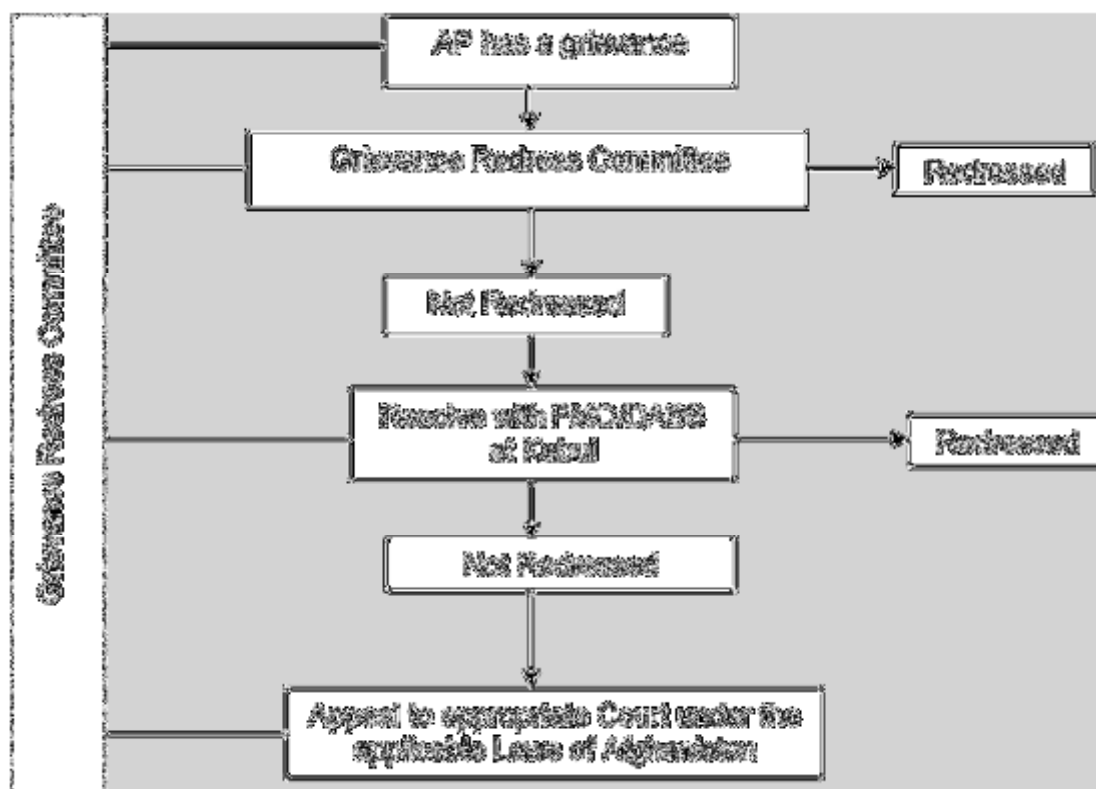 AP has a grievance
Grievance Redress Committee
Redressed
Not Redressed
Resolve with PMO/DABS
at Kabul
Redressed
Not Redressed
Appeal to appropriate Court under the
applicable Laws of Afghanistan
Grievance Redress Committee